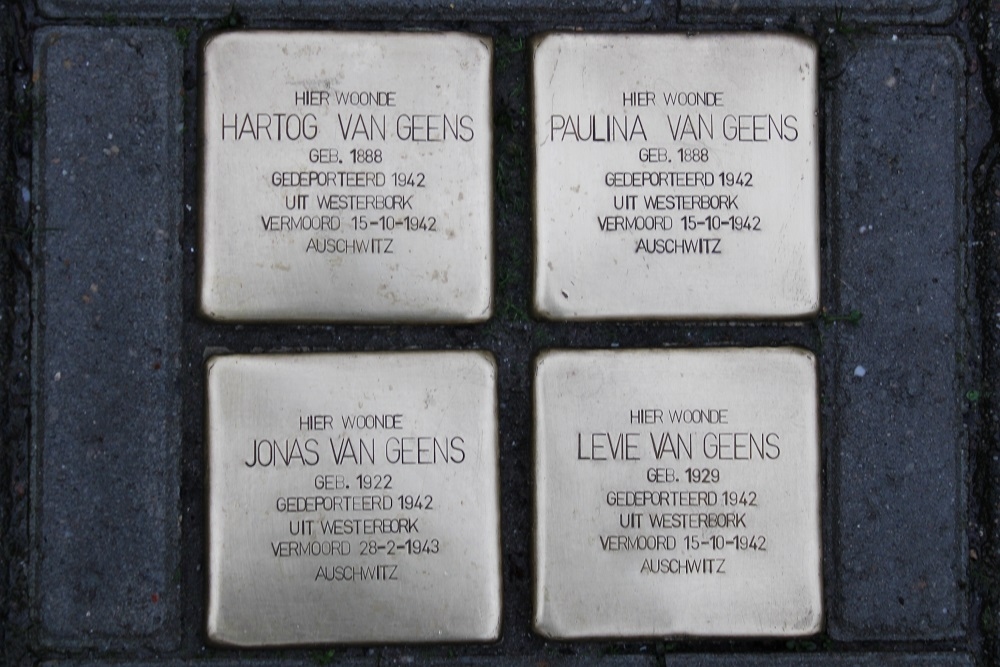 HIER WOONDE
HARTOG VAN GEENS
GEB. 1888
GEDEPORTEERD 1942
UIT WESTERBORK
VERMOORD 15-10-1942
AUSCHWITZ
HIER WOONDE
PAULINA VAN GEENS
GEB. 1888
GEDEPORTEERD 1942
UIT WESTERBORK
VERMOORD 15-10-1942
AUSCHWITZ
HIER WOONDE
JONAS VAN GEENS
GEB. 1922
GEDEPORTEERD 1942
UIT WESTERBORK
VERMOORD 28-2-1943
AUSCHWITZ
HIER WOONDE
LEVIE VAN GEENS
GEB. 1929
GEDEPORTEERD 1942
UIT WESTERBORK
VERMOORD 15-10-1942
AUSCHWITZ